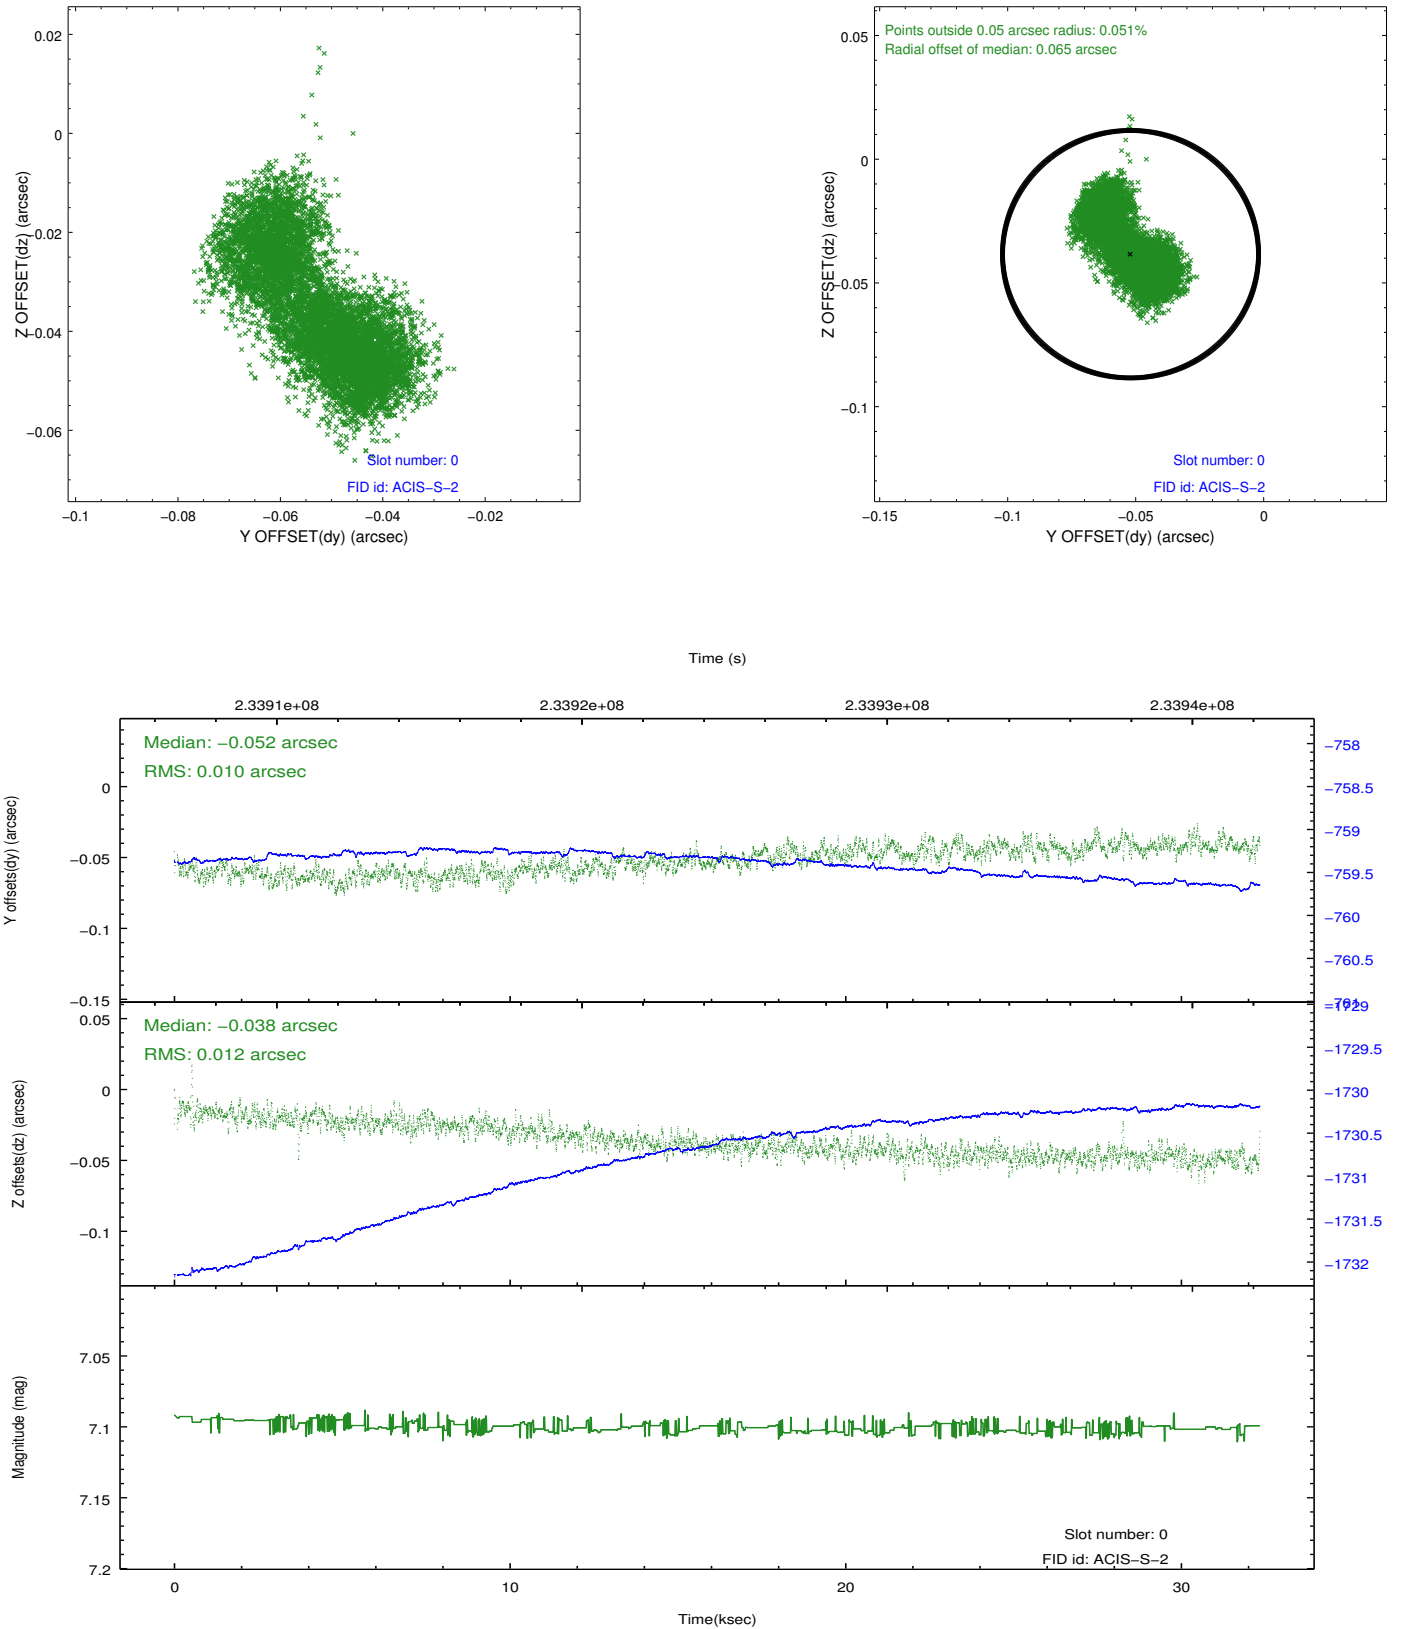 0.02
0
−0.02
−0.04
−0.06
Z OFFSET(dz) (arcsec)
Slot number: 0
FID id: ACIS−S−2
−0.1
−0.08
−0.06
−0.04
−0.02
Y OFFSET(dy) (arcsec)
Points outside 0.05 arcsec radius: 0.051%
Radial offset of median: 0.065 arcsec
0.05
0
−0.05
−0.1
Z OFFSET(dz) (arcsec)
Slot number: 0
FID id: ACIS−S−2
−0.15
−0.1
−0.05
0
Y OFFSET(dy) (arcsec)
Time (s)
2.3391e+08
2.3392e+08
2.3393e+08
2.3394e+08
Median: −0.052 arcsec
RMS: 0.010 arcsec
0
−0.05
−0.1
−0.15
Y offsets(dy) (arcsec)
−758
−758.5
−759
−759.5
−760
−760.5
−761
Median: −0.038 arcsec
RMS: 0.012 arcsec
0.05
0
−0.05
−0.1
Z offsets(dz) (arcsec)
−1729
−1729.5
−1730
−1730.5
−1731
−1731.5
−1732
7.05
7.1
7.15
7.2
Magnitude (mag)
Slot number: 0
FID id: ACIS−S−2
0
10
20
30
Time(ksec)